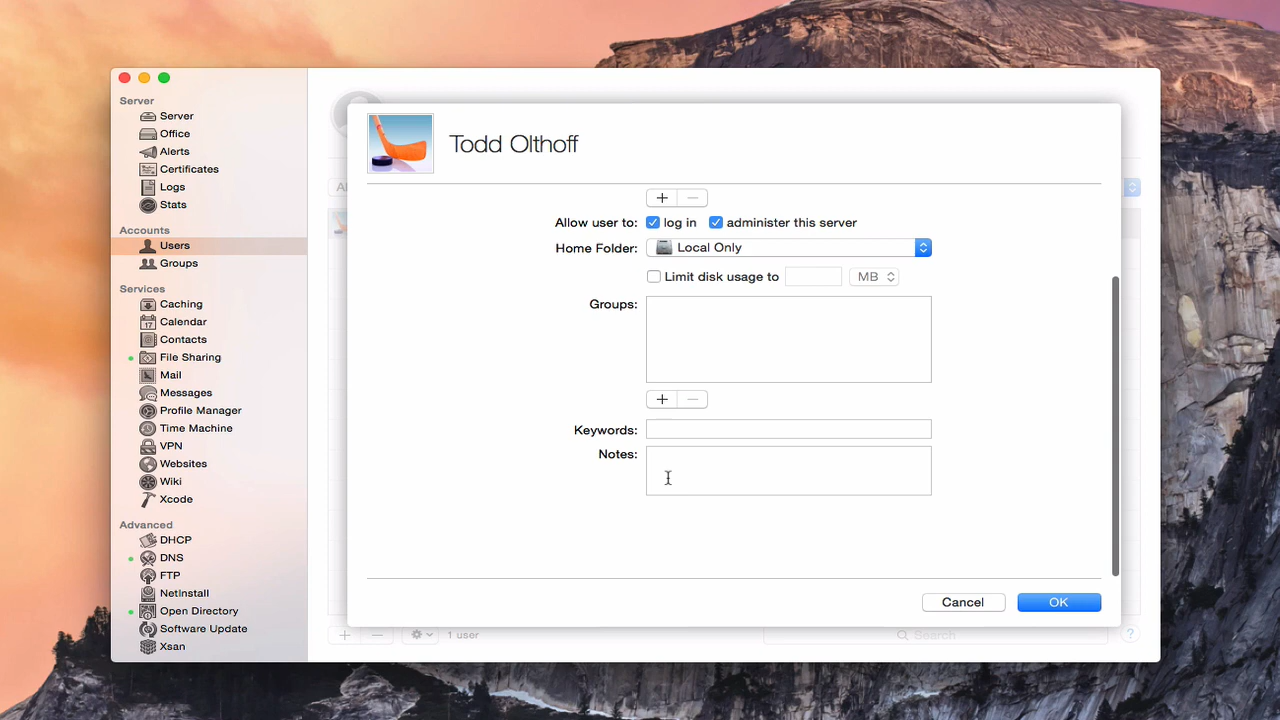 Server
Server
Office
Alerts
Certificates
Logs
Stats
Accounts
Users
Groups
Services
Caching
17 Calendar
Contacts
File Sharing
Mail
Messages
Profile Manager
Time Machine
VPN
Websites
Wiki
Xcode
Advanced
DHCP
DNS
FTP
NetInstall
Open Directory
Software Update
Xsan
Todd Olthoff
+ −
Allow user to: log in administer this server
Home Folder: Local Only
Limit disk usage to MB
Groups:
+ −
Keywords:
Notes:
Cancel OK
+ − 1 user Search ?